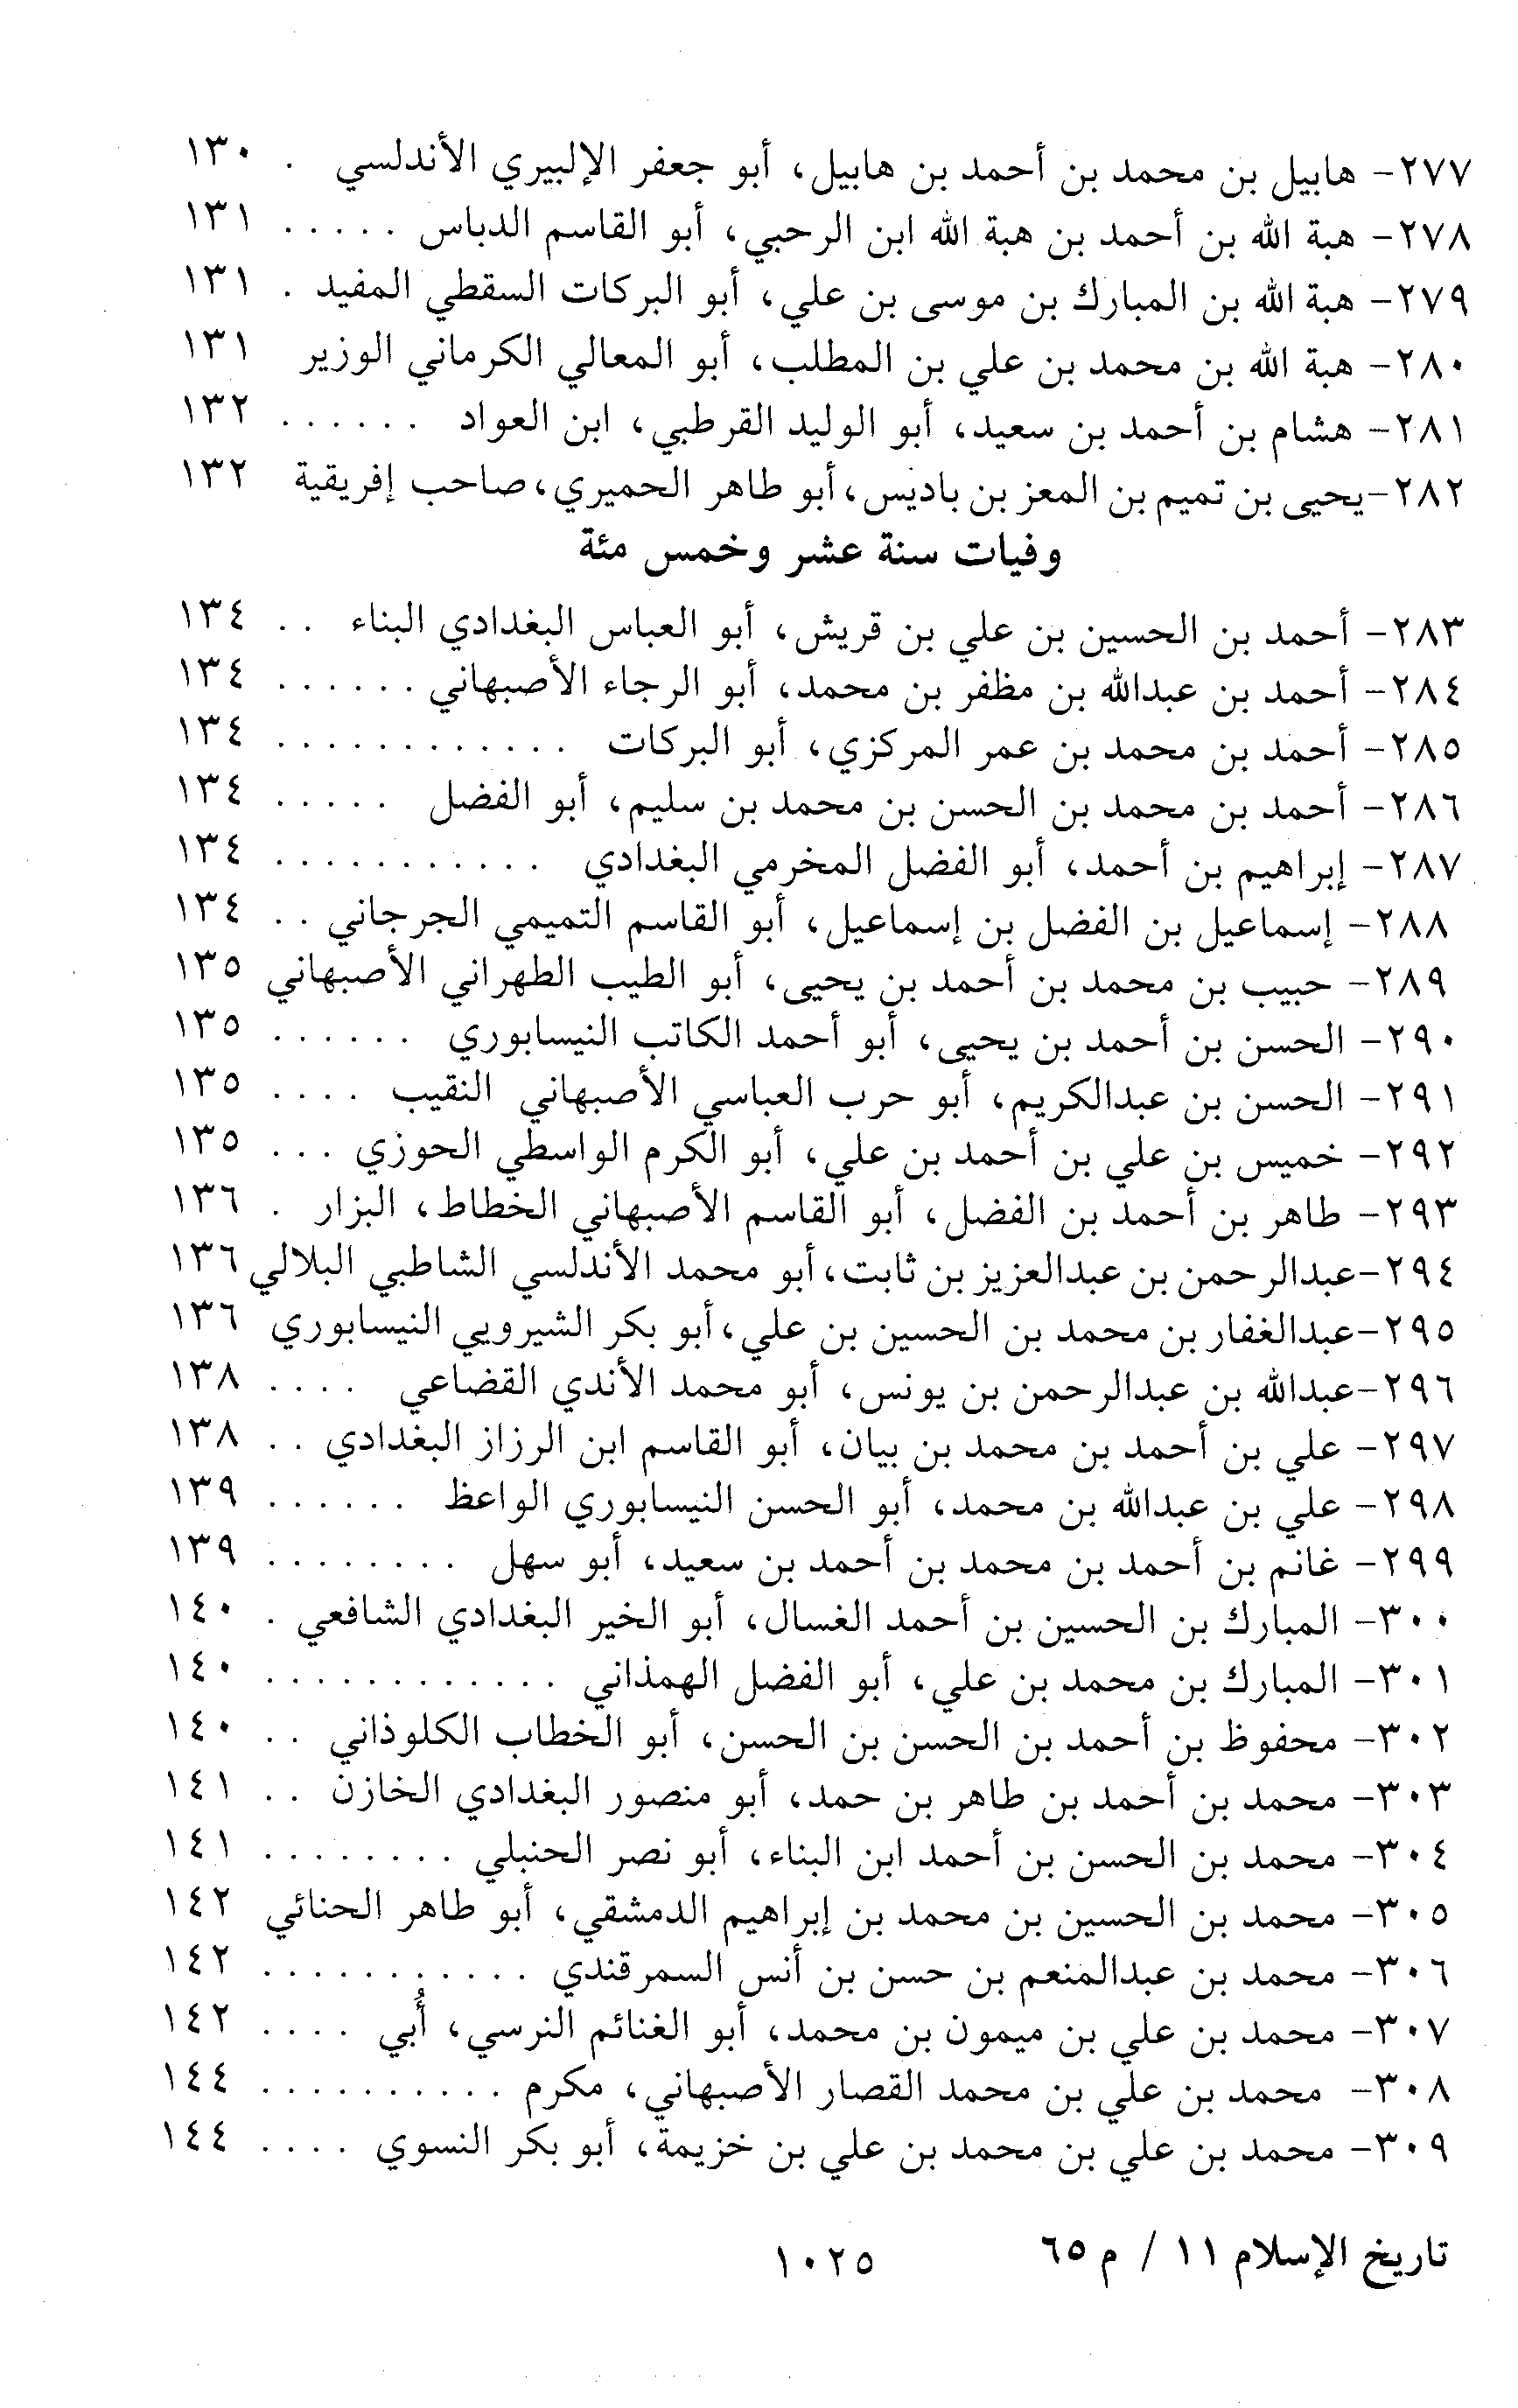 ٢٧٧- هابيل بن محمد بن أحمد بن هابيل، أبو جعفر الإلبيري الأندلسي . ١٣٠
٢٧٨- هبة الله بن أحمد بن هبة الله ابن الرحبي، أبو القاسم الدباس ..... ١٣١
٢٧٩- هبة الله بن المبارك بن موسى بن علي، أبو البركات السقطي المفيد . ١٣١
٢٨٠- هبة الله بن محمد بن علي بن المطلب، أبو المعالي الكرماني الوزير ١٣١
٢٨١- هشام بن أحمد بن سعيد، أبو الوليد القرطبي، ابن العواد ...... ١٣٢
٢٨٢-يحيى بن تميم بن المعز بن باديس، أبو طاهر الحميري، صاحب إفريقية ١٣٢
وفيات سنة عشر وخمس مئة
٢٨٣- أحمد بن الحسين بن علي بن قريش، أبو العباس البغدادي البناء .. ١٣٤
٢٨٤- أحمد بن عبدالله بن مظفر بن محمد، أبو الرجاء الأصبهاني ...... ١٣٤
٢٨٥- أحمد بن محمد بن عمر المركزي، أبو البركات ............ ١٣٤
٢٨٦- أحمد بن محمد بن الحسن بن محمد بن سليم، أبو الفضل ..... ١٣٤
٢٨٧- إبراهيم بن أحمد، أبو الفضل المخرمي البغدادي ........... ١٣٤
٢٨٨- إسماعيل بن الفضل بن إسماعيل، أبو القاسم التميمي الجرجاني .. ١٣٤
٢٨٩- حبيب بن محمد بن أحمد بن يحيى، أبو الطيب الطهراني الأصبهاني ١٣٥
٢٩٠- الحسن بن أحمد بن يحيى، أبو أحمد الكاتب النيسابوري ...... ١٣٥
٢٩١- الحسن بن عبدالكريم، أبو حرب العباسي الأصبهاني النقيب .... ١٣٥
٢٩٢- خميس بن علي بن أحمد بن علي، أبو الكرم الواسطي الحوزي ... ١٣٥
٢٩٣- طاهر بن أحمد بن الفضل، أبو القاسم الأصبهاني الخطاط، البزار . ١٣٦
٢٩٤-عبدالرحمن بن عبدالعزيز بن ثابت، أبو محمد الأندلسي الشاطبي البلالي ١٣٦
٢٩٥-عبدالغفار بن محمد بن الحسين بن علي، أبو بكر الشيرويي النيسابوري ١٣٦
٢٩٦-عبدالله بن عبدالرحمن بن يونس، أبو محمد الأندي القضاعي .... ١٣٨
٢٩٧- علي بن أحمد بن محمد بن بيان، أبو القاسم ابن الرزاز البغدادي .. ١٣٨
٢٩٨- علي بن عبدالله بن محمد، أبو الحسن النيسابوري الواعظ ...... ١٣٩
٢٩٩- غانم بن أحمد بن محمد بن أحمد بن سعيد، أبو سهل ........ ١٣٩
٣٠٠- المبارك بن الحسين بن أحمد الغسال، أبو الخير البغدادي الشافعي . ١٤٠
٣٠١- المبارك بن محمد بن علي، أبو الفضل الهمذاني ............ ١٤٠
٣٠٢- محفوظ بن أحمد بن الحسن بن الحسن، أبو الخطاب الكلوذاني .. ١٤٠
٣٠٣- محمد بن أحمد بن طاهر بن حمد، أبو منصور البغدادي الخازن .. ١٤١
٣٠٤- محمد بن الحسن بن أحمد ابن البناء، أبو نصر الحنبلي ........ ١٤١
٣٠٥- محمد بن الحسين بن محمد بن إبراهيم الدمشقي، أبو طاهر الحنائي ١٤٢
٣٠٦- محمد بن عبدالمنعم بن حسن بن أنس السمرقندي ........... ١٤٢
٣٠٧- محمد بن علي بن ميمون بن محمد، أبو الغنائم النرسي، أُبي .... ١٤٢
٣٠٨- محمد بن علي بن محمد القصار الأصبهاني، مكرم .......... ١٤٤
٣٠٩- محمد بن علي بن محمد بن علي بن خزيمة، أبو بكر النسوي .... ١٤٤
تاريخ الإسلام ١١ / م ٦٥ ١٠٢٥